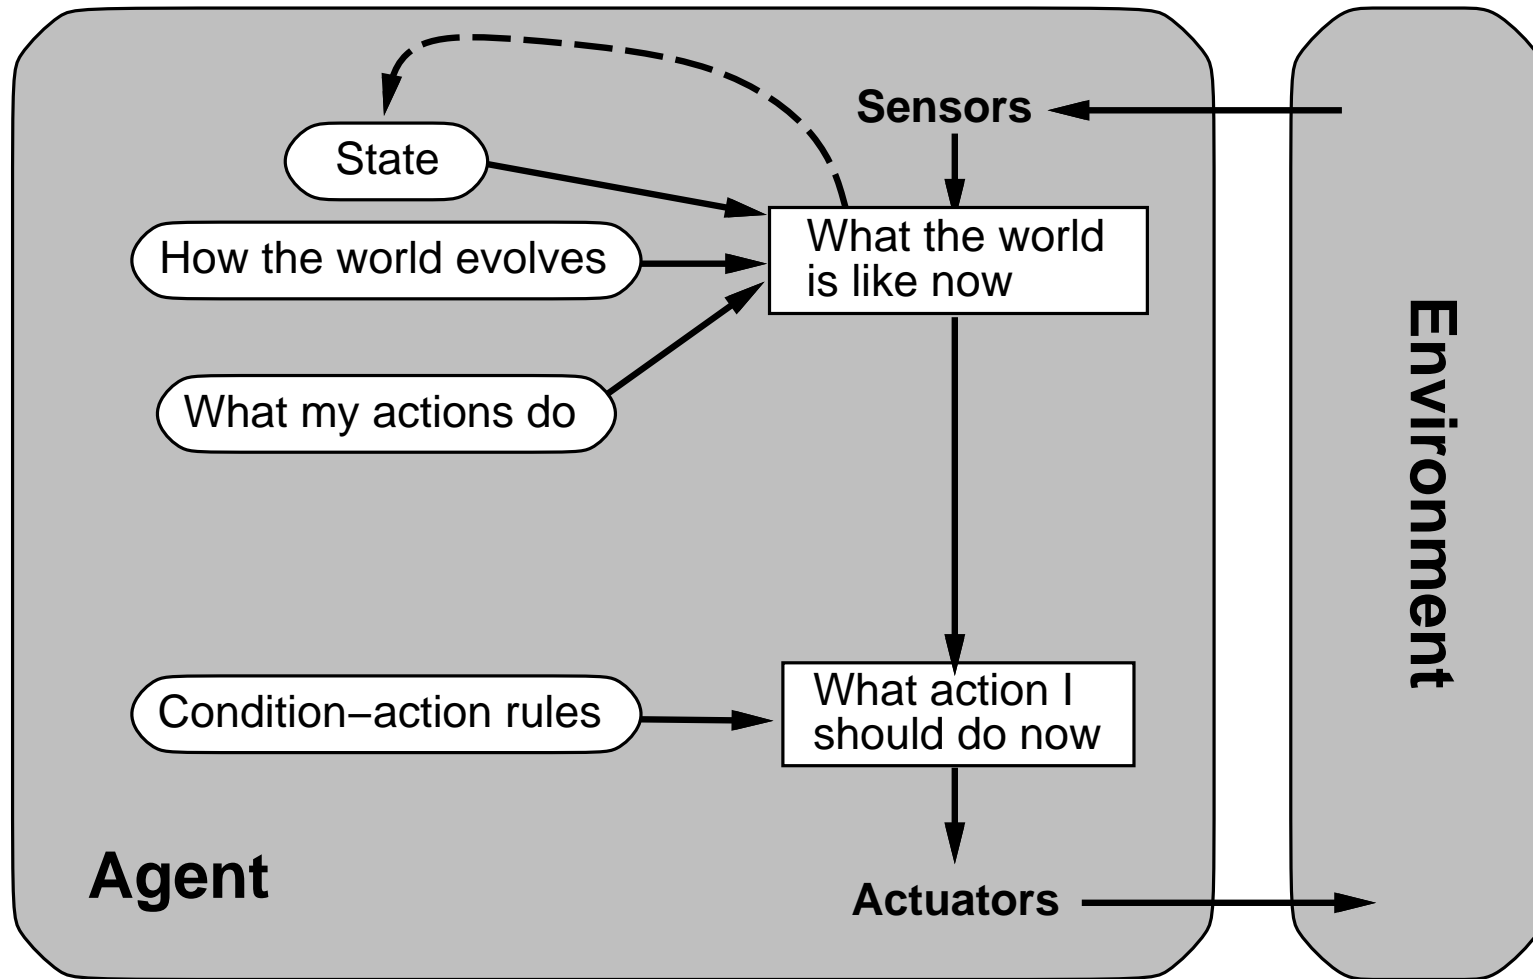 Sensors
State
What the world
is like now
How the world evolves
What my actions do
Environment
Condition−action rules
What action I
should do now
Agent
Actuators